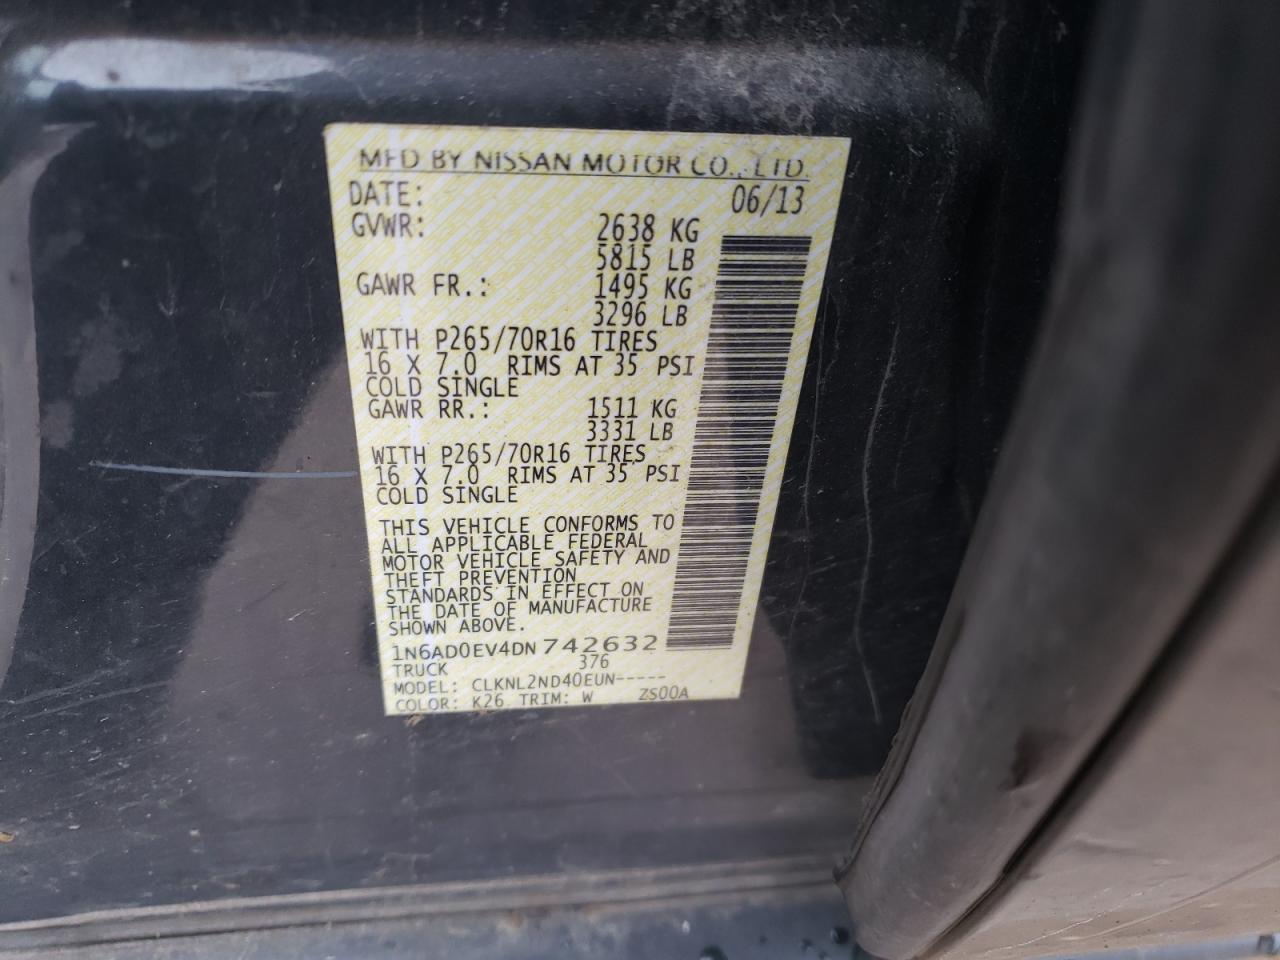 MFD BY NISSAN MOTOR CO., LTD.
DATE: 06/13
GVWR: 2638 KG
5815 LB
GAWR FR.: 1495 KG
3296 LB
WITH P265/70R16 TIRES
16 X 7.0 RIMS AT 35 PSI
COLD SINGLE
GAWR RR.: 1511 KG
3331 LB
WITH P265/70R16 TIRES
16 X 7.0 RIMS AT 35 PSI
COLD SINGLE
THIS VEHICLE CONFORMS TO
ALL APPLICABLE FEDERAL
MOTOR VEHICLE SAFETY AND
THEFT PREVENTION
STANDARDS IN EFFECT ON
THE DATE OF MANUFACTURE
SHOWN ABOVE.
1N6AD0EV4DN742632
TRUCK 376
MODEL: CLKNL2ND40EUN-----
COLOR: K26 TRIM: W ZS00A